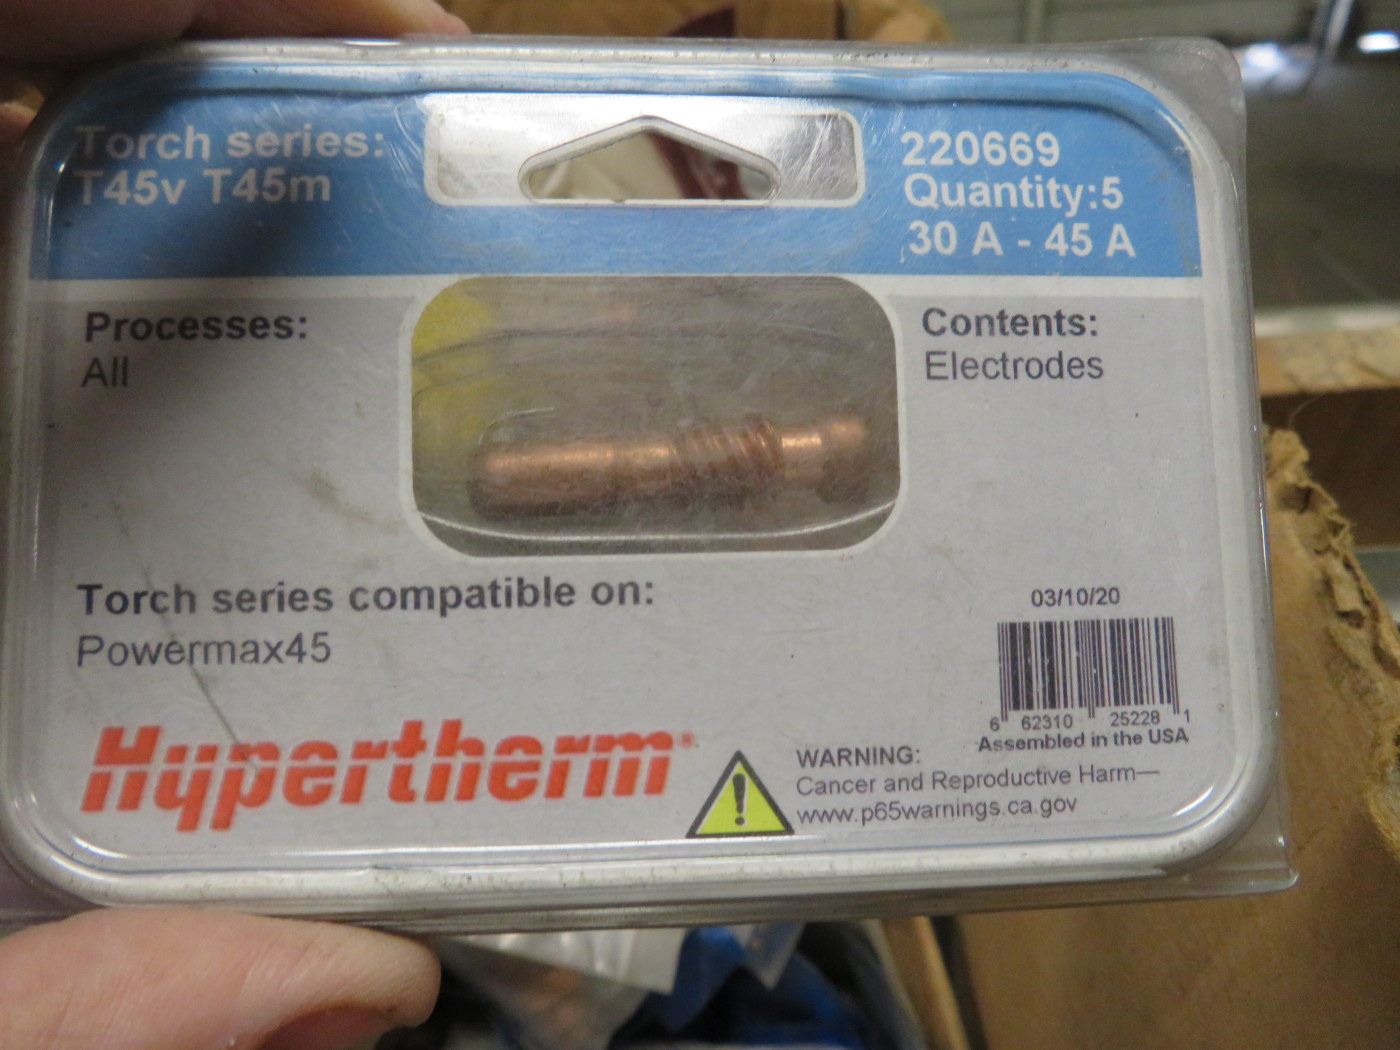 Torch series:
T45v T45m
220669
Quantity:5
30 A - 45 A
Processes:
All
Contents:
Electrodes
Torch series compatible on:
Powermax45
03/10/20
6 62310 25228 1
Assembled in the USA
Hypertherm®
WARNING:
Cancer and Reproductive Harm—
www.p65warnings.ca.gov